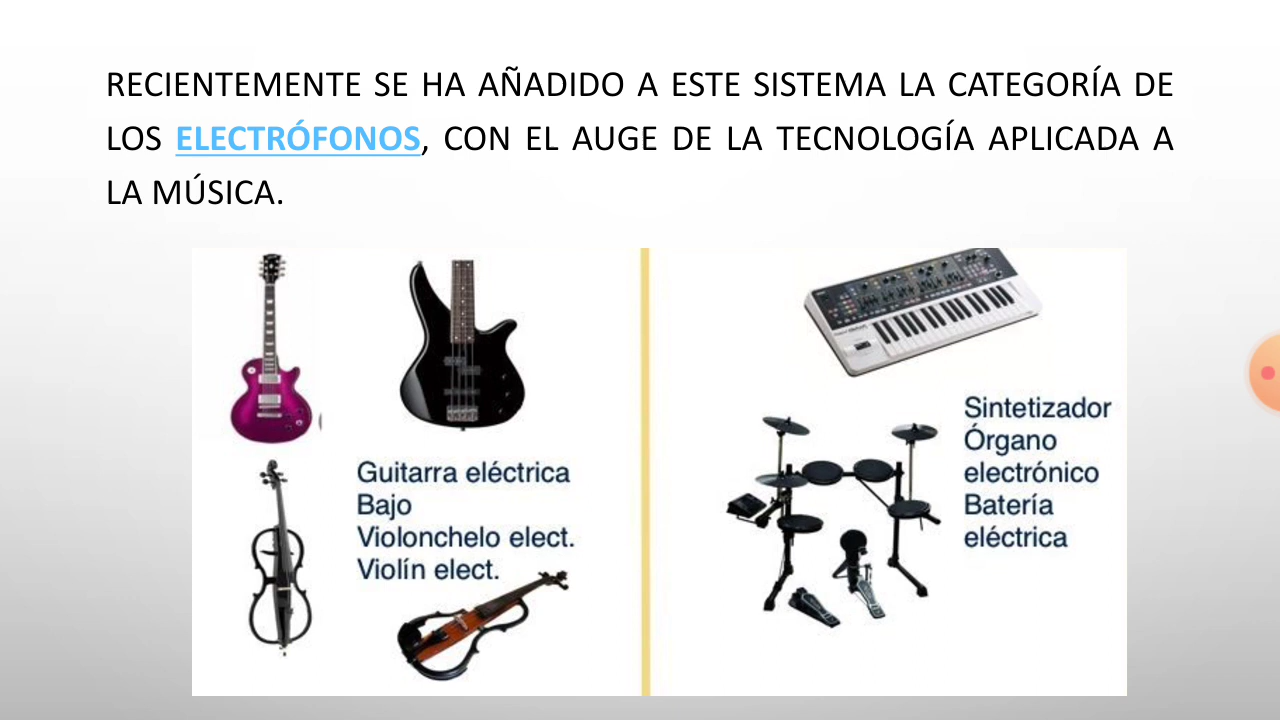 RECIENTEMENTE SE HA AÑADIDO A ESTE SISTEMA LA CATEGORÍA DE
LOS ELECTRÓFONOS, CON EL AUGE DE LA TECNOLOGÍA APLICADA A
LA MÚSICA.
Guitarra eléctrica
Bajo
Violonchelo elect.
Violín elect.
Sintetizador
Órgano
electrónico
Batería
eléctrica